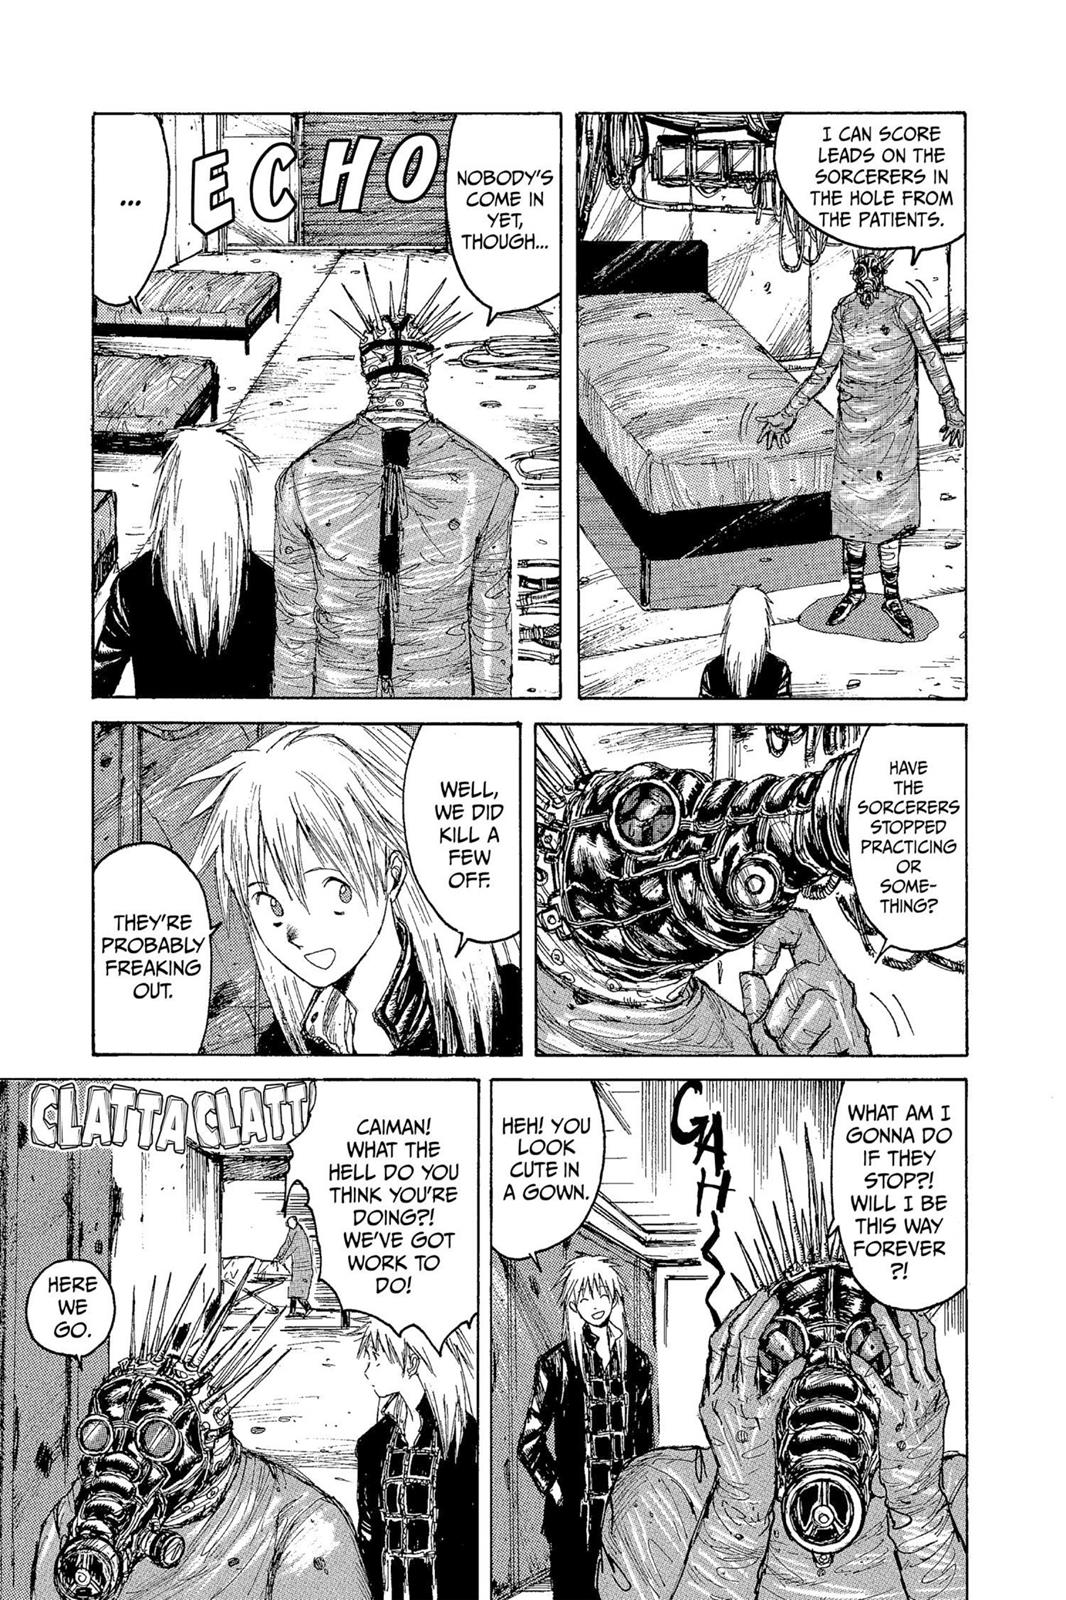 I CAN SCORE
LEADS ON THE
SORCERERS IN
THE HOLE FROM
THE PATIENTS.
NOBODY'S
COME IN
YET,
THOUGH...
ECHO
...
HAVE
THE
SORCERERS
STOPPED
PRACTICING
OR
SOME-
THING?
WELL,
WE DID
KILL A
FEW
OFF.
THEY'RE
PROBABLY
FREAKING
OUT.
WHAT AM I
GONNA DO
IF THEY
STOP?!
WILL I BE
THIS WAY
FOREVER
?!
GAH
HEH! YOU
LOOK
CUTE IN
A GOWN.
CAIMAN!
WHAT THE
HELL DO YOU
THINK YOU'RE
DOING?!
WE'VE GOT
WORK TO
DO!
CLATTA CLATT
HERE
WE
GO.